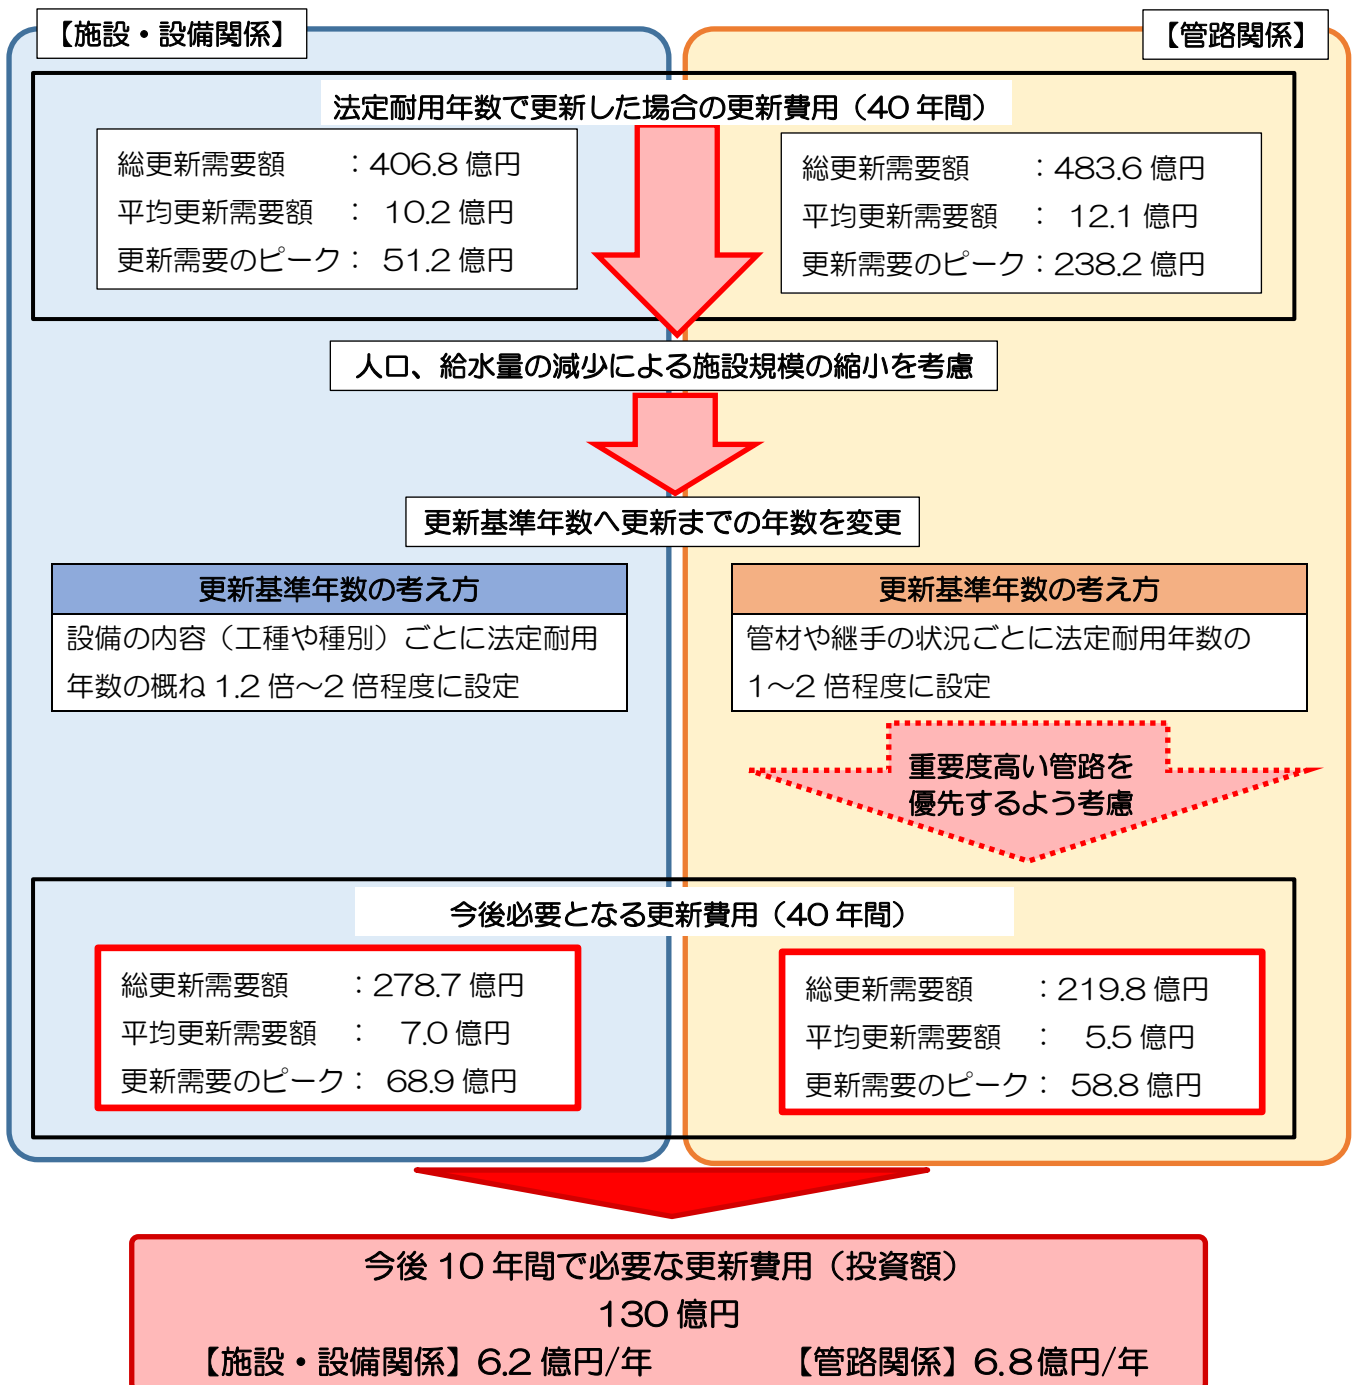 【施設・設備関係】
【管路関係】
法定耐用年数で更新した場合の更新費用（40 年間）
総更新需要額　　：406.8 億円
平均更新需要額　：　10.2 億円
更新需要のピーク：　51.2 億円
総更新需要額　　：483.6 億円
平均更新需要額　：　12.1 億円
更新需要のピーク：238.2 億円
人口、給水量の減少による施設規模の縮小を考慮
更新基準年数へ更新までの年数を変更
更新基準年数の考え方
設備の内容（工種や種別）ごとに法定耐用
年数の概ね 1.2 倍～2 倍程度に設定
更新基準年数の考え方
管材や継手の状況ごとに法定耐用年数の
1～2 倍程度に設定
重要度高い管路を
優先するよう考慮
今後必要となる更新費用（40 年間）
総更新需要額　　：278.7 億円
平均更新需要額　：　7.0 億円
更新需要のピーク：　68.9 億円
総更新需要額　　：219.8 億円
平均更新需要額　：　5.5 億円
更新需要のピーク：　58.8 億円
今後 10 年間で必要な更新費用（投資額）
130 億円
【施設・設備関係】6.2 億円/年　　　【管路関係】6.8億円/年